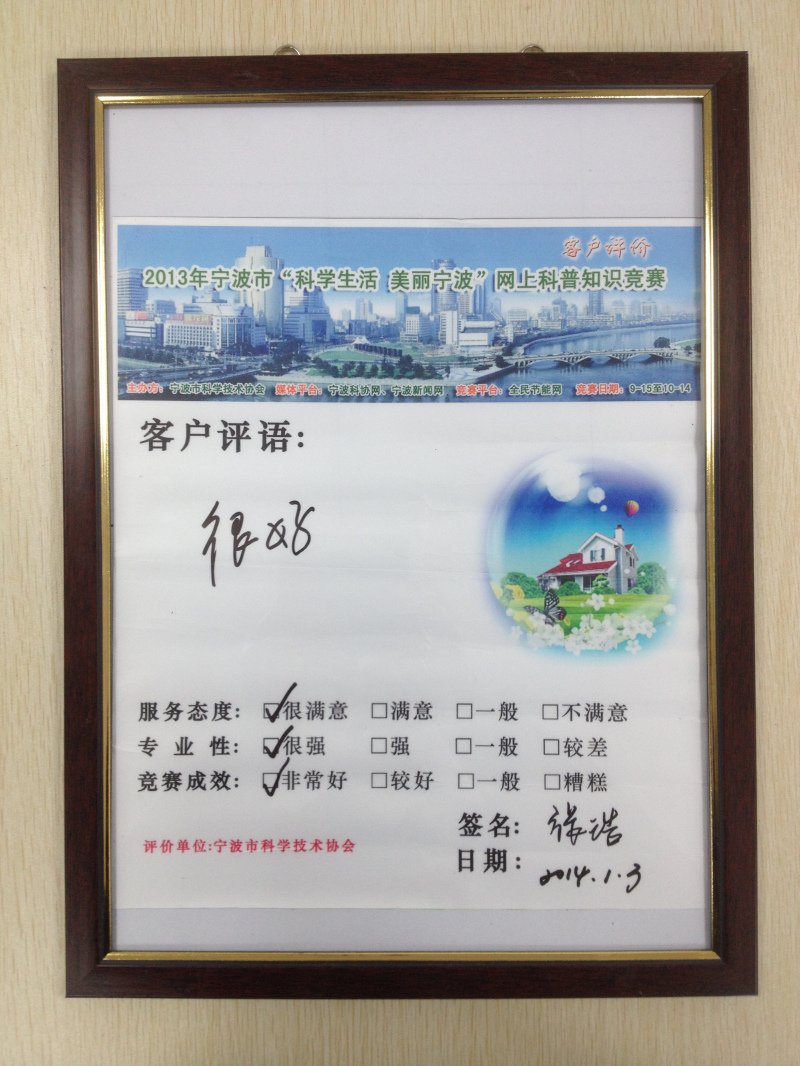 客户评价
2013年宁波市“科学生活 美丽宁波”网上科普知识竞赛
主办方：宁波市科学技术协会 媒体平台：宁波科协网、宁波新闻网 竞赛平台：全民节能网 竞赛日期：9-15至10-14
客户评语：
很好
服务态度：☑很满意 □满意 □一般 □不满意
专业性：☑很强 □强 □一般 □较差
竞赛成效：☑非常好 □较好 □一般 □糟糕
签名：张浩
评价单位:宁波市科学技术协会
日期：2014.1.3